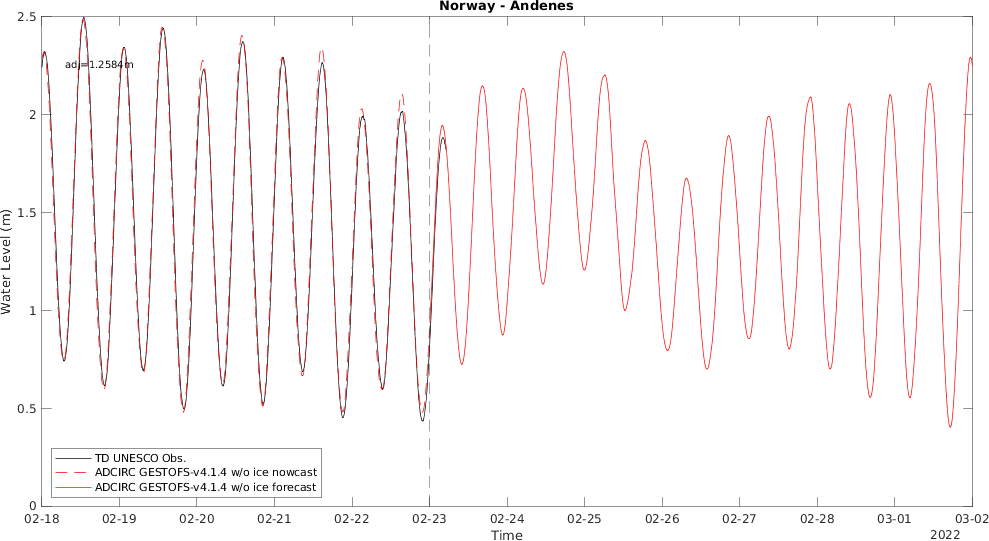 Norway - Andenes
2.5
2
1.5
1
0.5
0
Water Level (m)
adj=1.2584m
TD UNESCO Obs.
ADCIRC GESTOFS-v4.1.4 w/o ice nowcast
ADCIRC GESTOFS-v4.1.4 w/o ice forecast
02-18 02-19 02-20 02-21 02-22 02-23 02-24 02-25 02-26 02-27 02-28 03-01 03-02
Time
2022